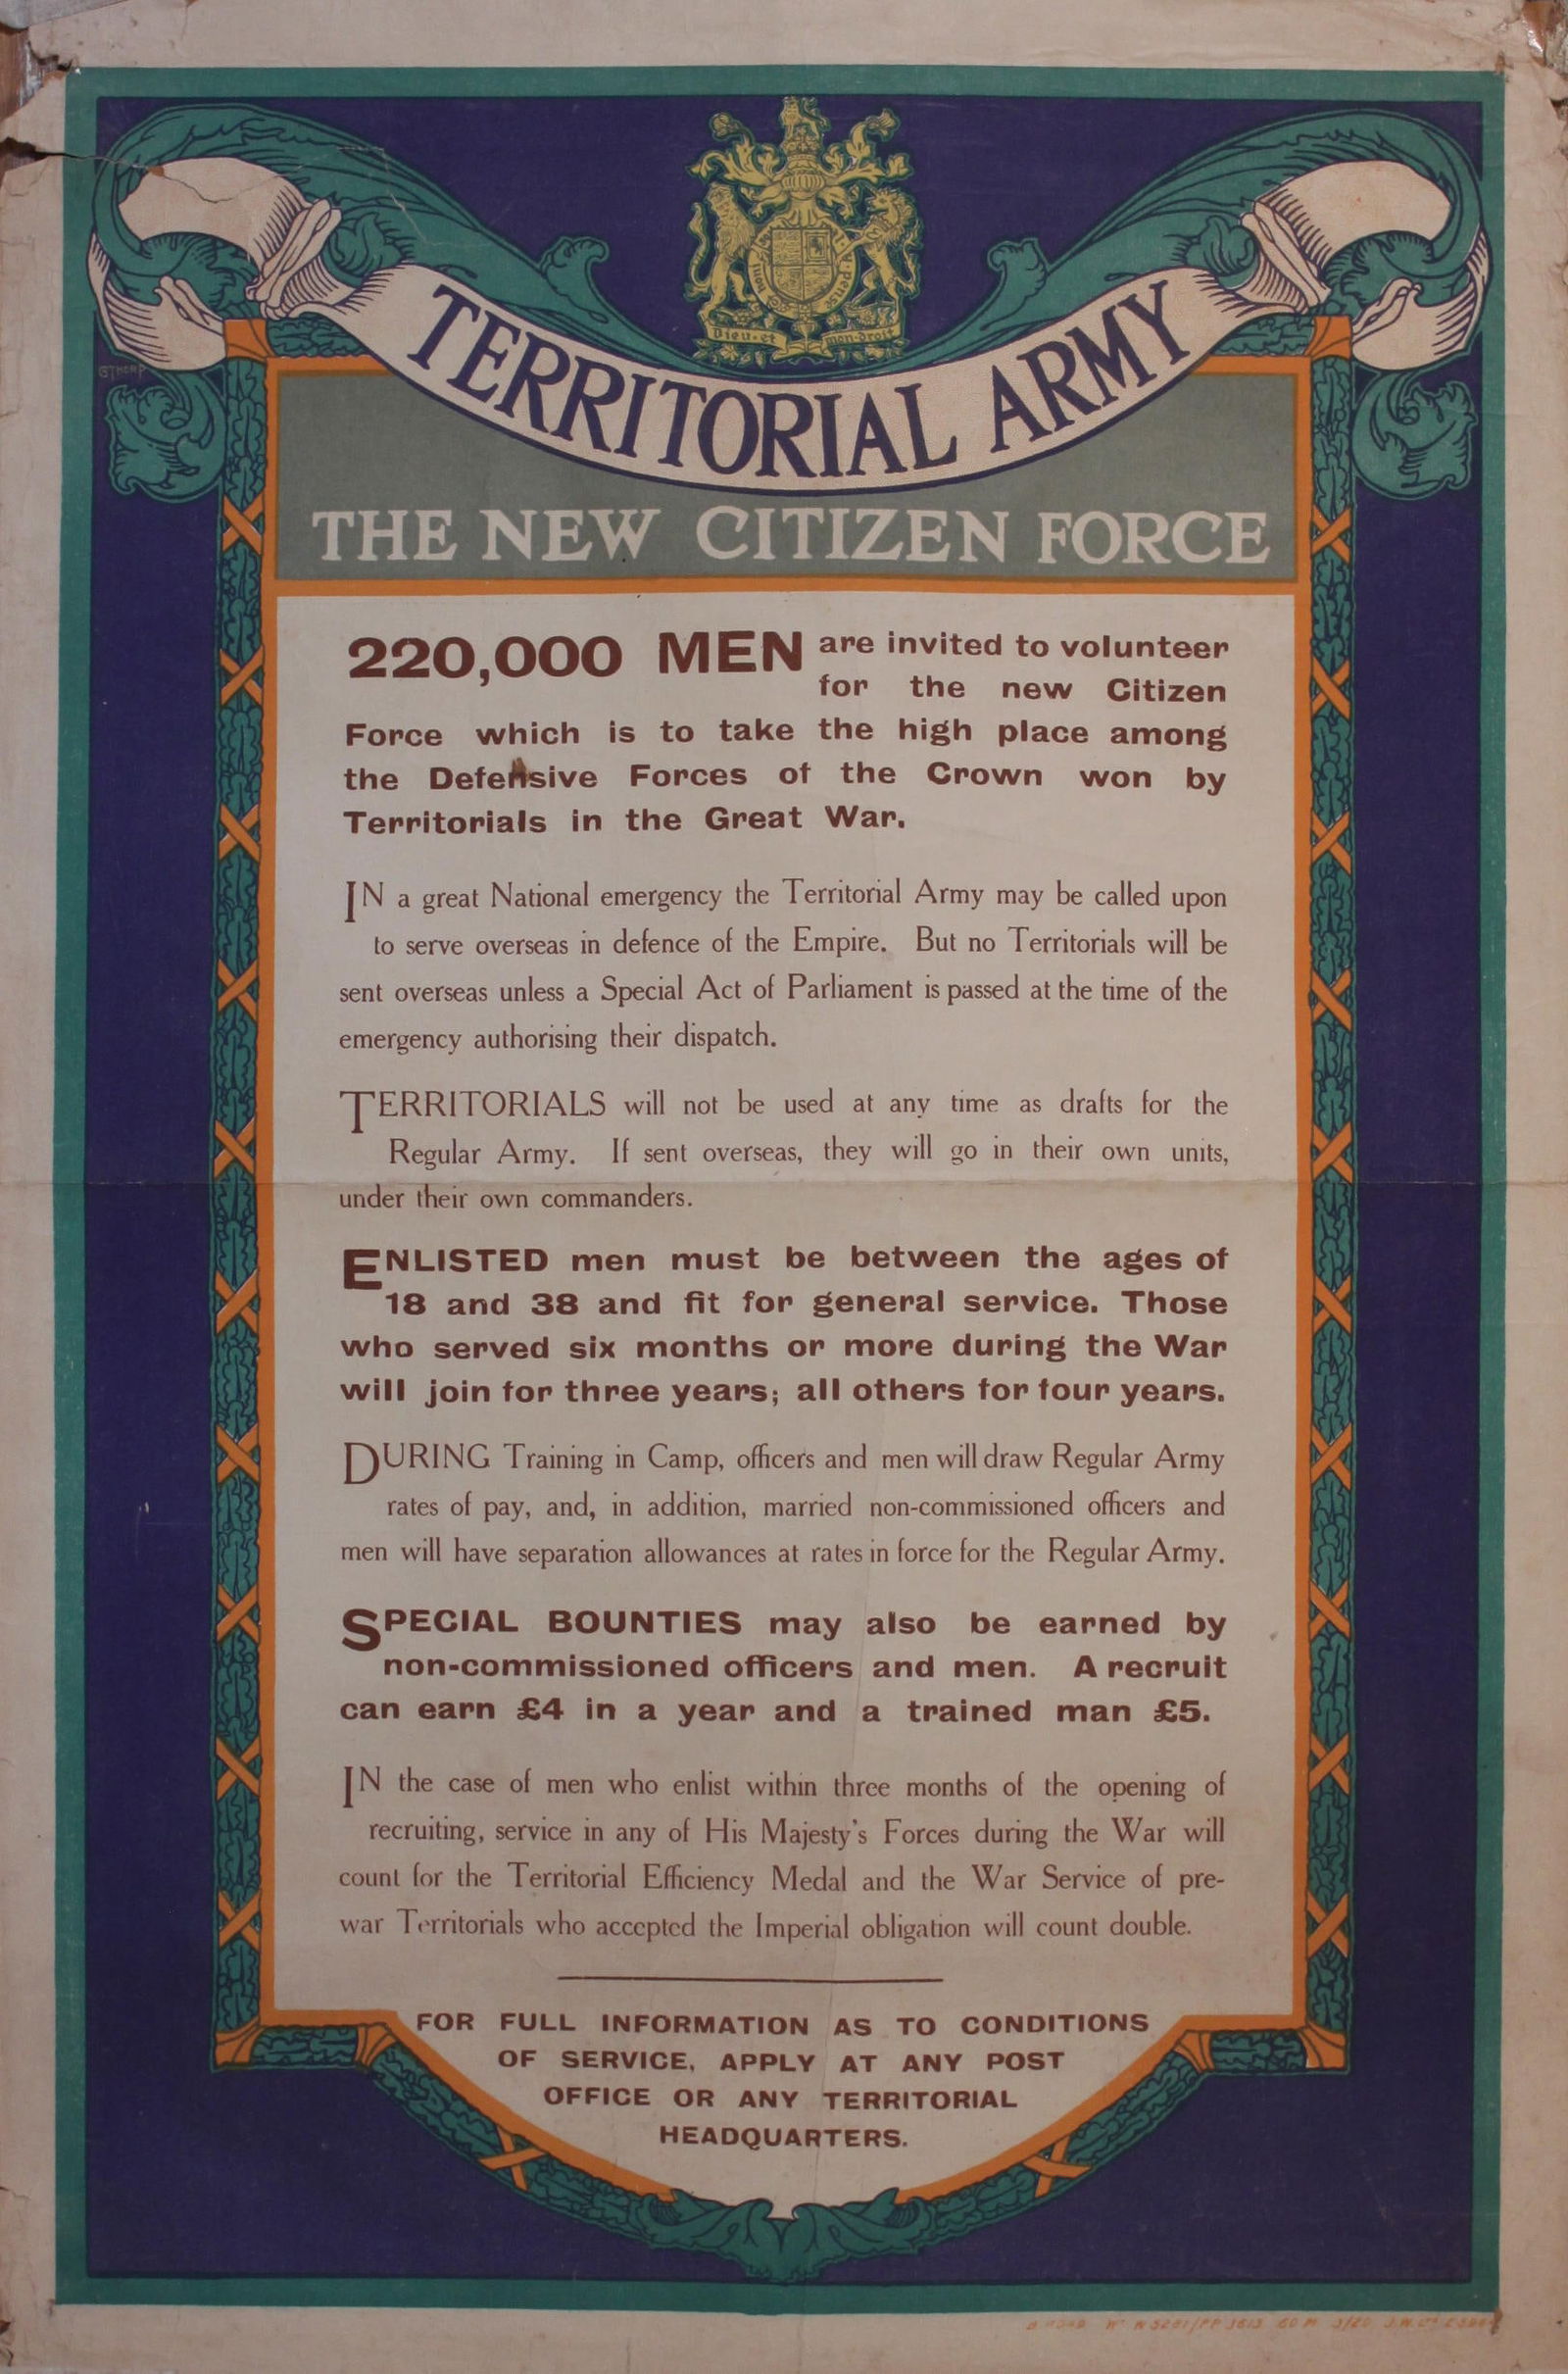 Dieu et mon droit
TERRITORIAL ARMY
THE NEW CITIZEN FORCE
220,000 MEN are invited to volunteer
for the new Citizen
Force which is to take the high place among
the Defensive Forces of the Crown won by
Territorials in the Great War.
IN a great National emergency the Territorial Army may be called upon
to serve overseas in defence of the Empire. But no Territorials will be
sent overseas unless a Special Act of Parliament is passed at the time of the
emergency authorising their dispatch.
TERRITORIALS will not be used at any time as drafts for the
Regular Army. If sent overseas, they will go in their own units,
under their own commanders.
ENLISTED men must be between the ages of
18 and 38 and fit for general service. Those
who served six months or more during the War
will join for three years; all others for four years.
DURING Training in Camp, officers and men will draw Regular Army
rates of pay, and, in addition, married non-commissioned officers and
men will have separation allowances at rates in force for the Regular Army.
SPECIAL BOUNTIES may also be earned by
non-commissioned officers and men. A recruit
can earn £4 in a year and a trained man £5.
IN the case of men who enlist within three months of the opening of
recruiting, service in any of His Majesty's Forces during the War will
count for the Territorial Efficiency Medal and the War Service of pre-
war Territorials who accepted the Imperial obligation will count double.
FOR FULL INFORMATION AS TO CONDITIONS
OF SERVICE, APPLY AT ANY POST
OFFICE OR ANY TERRITORIAL
HEADQUARTERS.